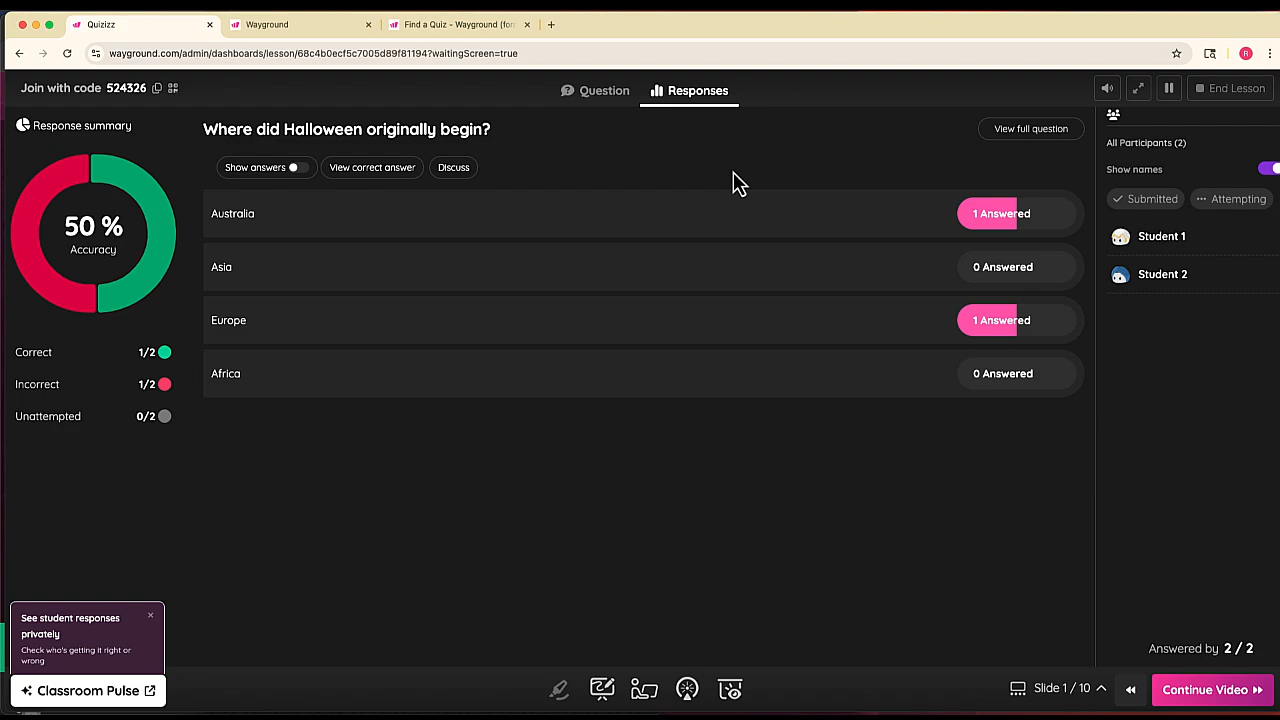 Quizizz
Wayground
Find a Quiz - Wayground (for
wayground.com/admin/dashboards/lesson/68c4b0ecf5c7005d89f81194?waitingScreen=true
R
Join with code 524326
Question
Responses
End Lesson
Response summary
Where did Halloween originally begin?
View full question
All Participants (2)
Show answers
View correct answer
Discuss
Show names
Submitted
Attempting
50 %
Accuracy
Australia
1 Answered
Student 1
Asia
0 Answered
Student 2
Europe
1 Answered
Africa
0 Answered
Correct
1/2
Incorrect
1/2
Unattempted
0/2
See student responses
privately
Check who's getting it right or
wrong
Classroom Pulse
Answered by 2 / 2
Slide 1 / 10
Continue Video